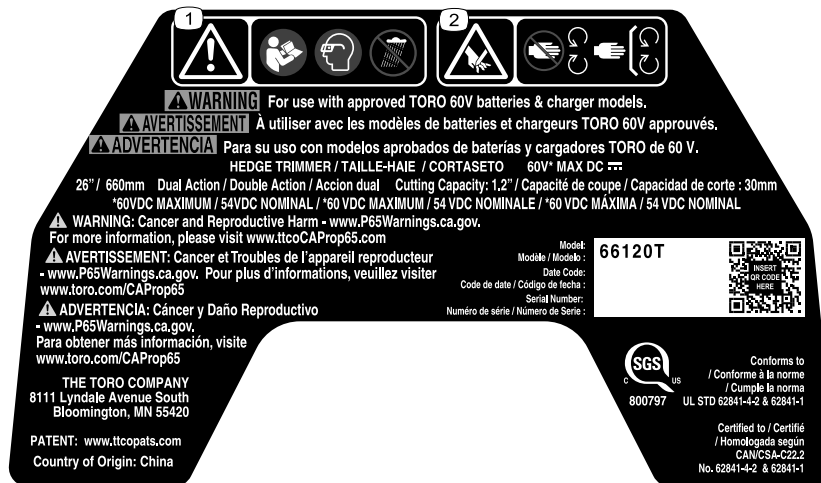 1
2
WARNING For use with approved TORO 60V batteries & charger models.
AVERTISSEMENT À utiliser avec les modèles de batteries et chargeurs TORO 60V approuvés.
ADVERTENCIA Para su uso con modelos aprobados de baterías y cargadores TORO de 60 V.
HEDGE TRIMMER / TAILLE-HAIE / CORTASETO 60V* MAX DC
26"/ 660mm Dual Action / Double Action / Accion dual Cutting Capacity: 1,2" / Capacité de coupe / Capacidad de corte : 30mm
*60VDC MAXIMUM / 54VDC NOMINAL / *60 VDC MAXIMUM / 54 VDC NOMINALE / *60 VDC MÁXIMA / 54 VDC NOMINAL
WARNING: Cancer and Reproductive Harm - www.P65Warnings.ca.gov.
For more information, please visit www.ttcoCAProp65.com
AVERTISSEMENT: Cancer et Troubles de l'appareil reproducteur
- www.P65Warnings.ca.gov. Pour plus d'informations, veuillez visiter
www.toro.com/CAProp65
ADVERTENCIA: Cáncer y Daño Reproductivo
- www.P65Warnings.ca.gov.
Para obtener más información, visite
www.toro.com/CAProp65
THE TORO COMPANY
8111 Lyndale Avenue South
Bloomington, MN 55420
PATENT: www.ttcopats.com
Country of Origin: China
Model:
Modèle / Modelo :
Date Code:
Code de date / Código de fecha :
Serial Number:
Numéro de série / Número de Serie :
66120T
INSERT
QR CODE
HERE
SGS
C US
800797
Conforms to
/ Conforme à la norme
/ Cumple la norma
UL STD 62841-4-2 & 62841-1
Certified to / Certifié
/ Homologada según
CAN/CSA-C22.2
No. 62841-4-2 & 62841-1